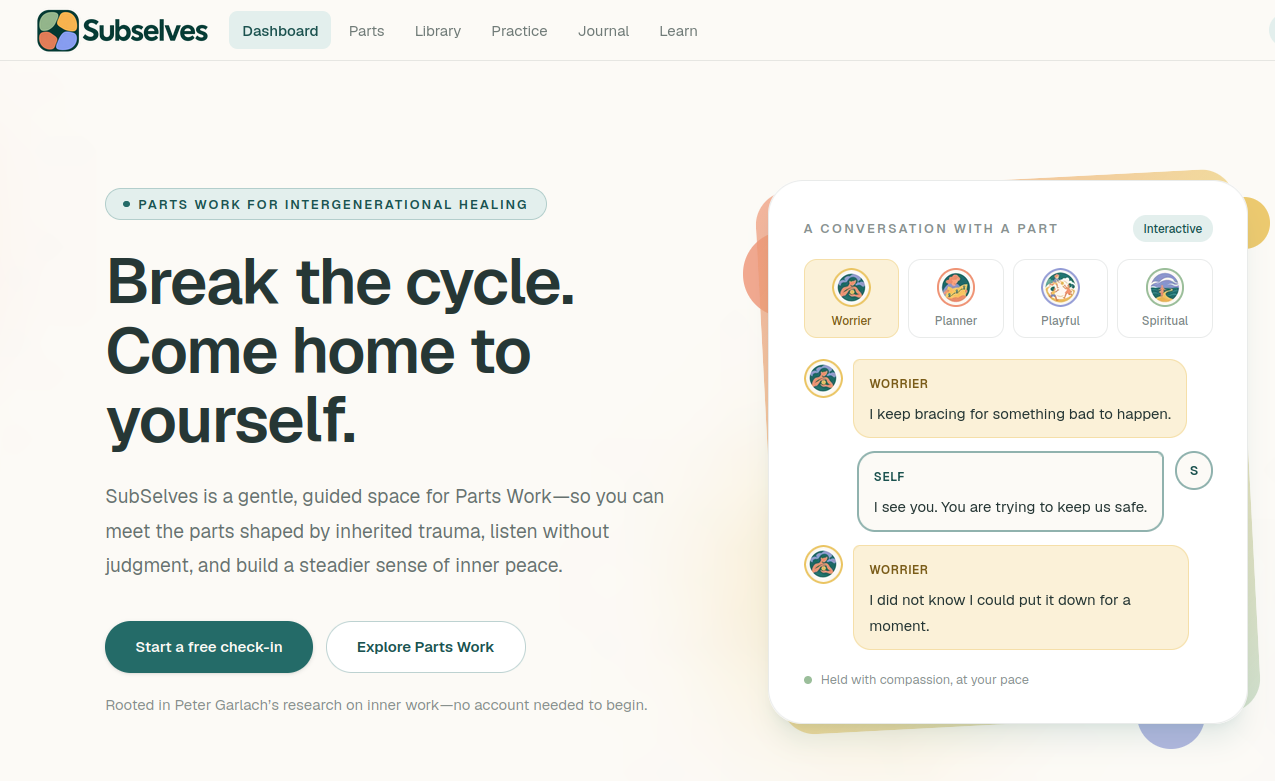 Subselves
Dashboard
Parts
Library
Practice
Journal
Learn
PARTS WORK FOR INTERGENERATIONAL HEALING
Break the cycle.
Come home to
yourself.
SubSelves is a gentle, guided space for Parts Work—so you can
meet the parts shaped by inherited trauma, listen without
judgment, and build a steadier sense of inner peace.
Start a free check-in
Explore Parts Work
Rooted in Peter Garlach's research on inner work—no account needed to begin.
A CONVERSATION WITH A PART
Interactive
Worrier
Planner
Playful
Spiritual
WORRIER
I keep bracing for something bad to happen.
SELF
I see you. You are trying to keep us safe.
S
WORRIER
I did not know I could put it down for a
moment.
Held with compassion, at your pace